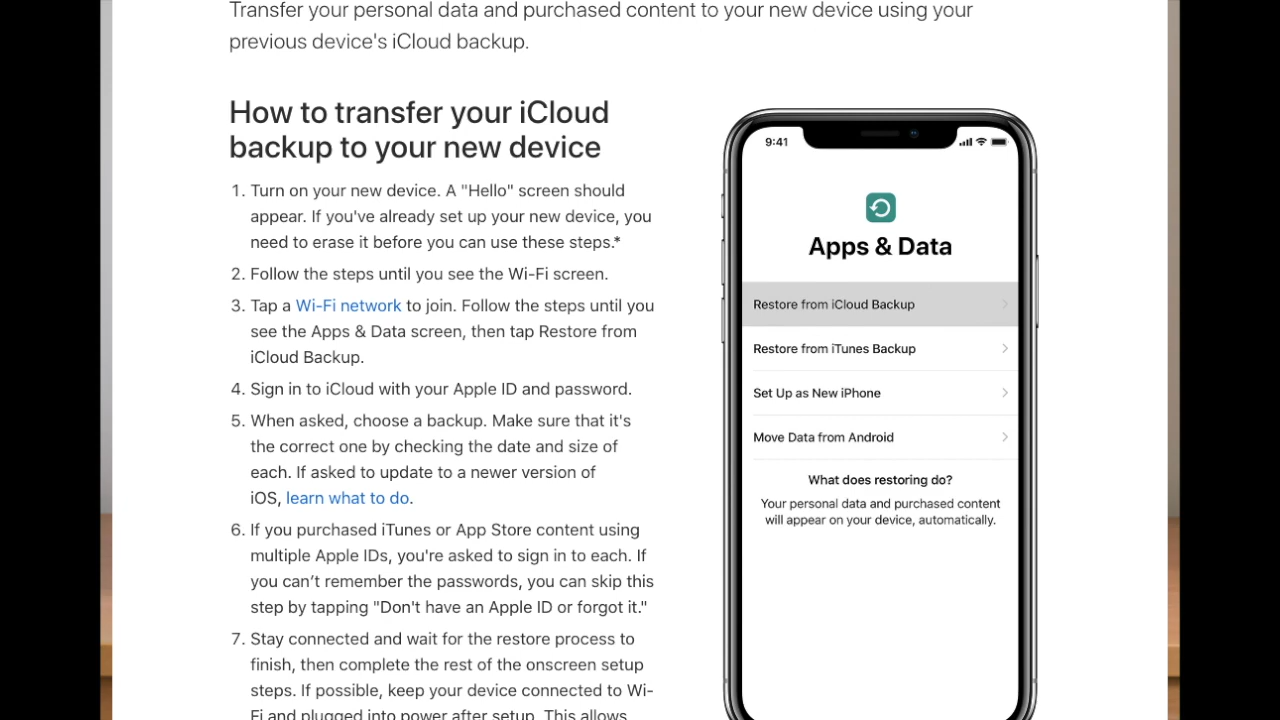 Transfer your personal data and purchased content to your new device using your
previous device's iCloud backup.
How to transfer your iCloud
backup to your new device
1. Turn on your new device. A "Hello" screen should
appear. If you've already set up your new device, you
need to erase it before you can use these steps.*
2. Follow the steps until you see the Wi-Fi screen.
3. Tap a Wi-Fi network to join. Follow the steps until you
see the Apps & Data screen, then tap Restore from
iCloud Backup.
4. Sign in to iCloud with your Apple ID and password.
5. When asked, choose a backup. Make sure that it's
the correct one by checking the date and size of
each. If asked to update to a newer version of
iOS, learn what to do.
6. If you purchased iTunes or App Store content using
multiple Apple IDs, you're asked to sign in to each. If
you can't remember the passwords, you can skip this
step by tapping "Don't have an Apple ID or forgot it."
7. Stay connected and wait for the restore process to
finish, then complete the rest of the onscreen setup
steps. If possible, keep your device connected to Wi-
Fi and plugged into power after setup. This allows
9:41
Apps & Data
Restore from iCloud Backup
Restore from iTunes Backup
Set Up as New iPhone
Move Data from Android
What does restoring do?
Your personal data and purchased content
will appear on your device, automatically.